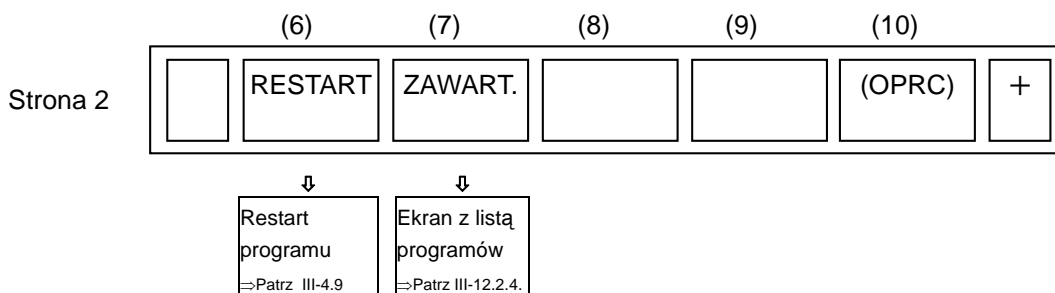 (6) (7) (8) (9) (10)
Strona 2
RESTART ZAWART. (OPRC) +
Restart
programu
⇒Patrz III-4.9
Ekran z listą
programów
⇒Patrz III-12.2.4.